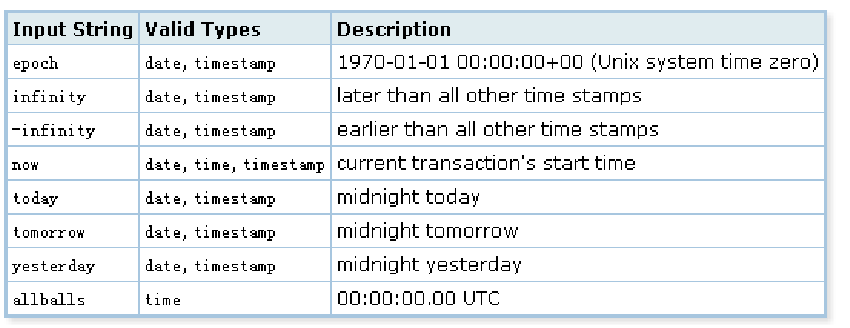 Input String Valid Types Description
epoch date, timestamp 1970-01-01 00:00:00+00 (Unix system time zero)
infinity date, timestamp later than all other time stamps
-infinity date, timestamp earlier than all other time stamps
now date, time, timestamp current transaction's start time
today date, timestamp midnight today
tomorrow date, timestamp midnight tomorrow
yesterday date, timestamp midnight yesterday
allballs time 00:00:00.00 UTC